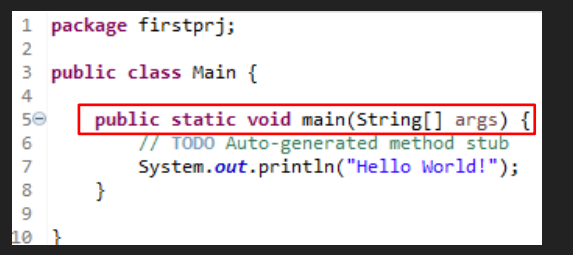 1 package firstprj;
2
3 public class Main {
4
5 public static void main(String[] args) {
6 // TODO Auto-generated method stub
7 System.out.println("Hello World!");
8 }
9
10 }